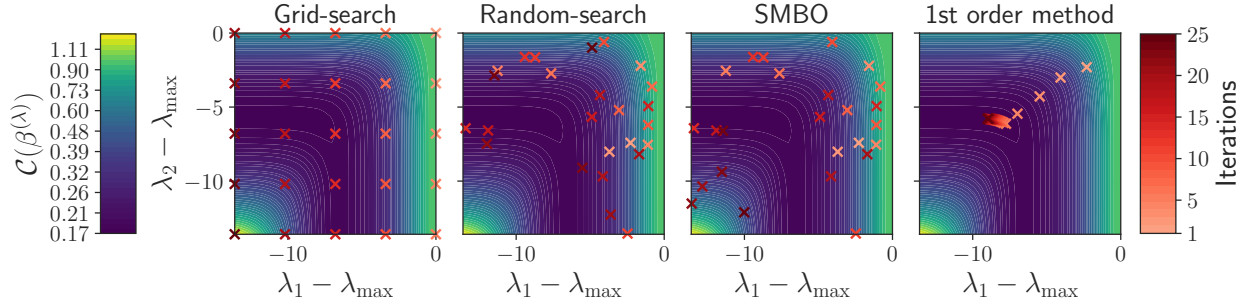 Grid-search
Random-search
SMBO
1st order method
1.11
0.90
0.73
0.60
0.48
0.39
0.32
0.26
0.21
0.17
𝒞(β^(λ))
λ₂ − λ_max
0
−5
−10
−10
0
−10
0
−10
0
−10
0
λ₁ − λ_max
λ₁ − λ_max
λ₁ − λ_max
λ₁ − λ_max
25
20
15
10
5
1
Iterations